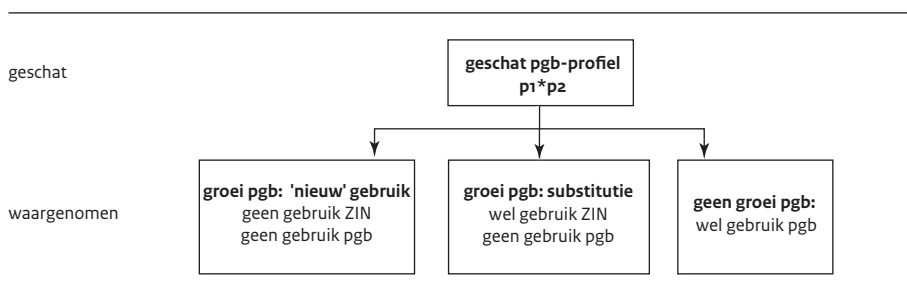 geschat
geschat pgb-profiel
p1*p2
waargenomen
groei pgb: 'nieuw' gebruik
geen gebruik ZIN
geen gebruik pgb
groei pgb: substitutie
wel gebruik ZIN
geen gebruik pgb
geen groei pgb:
wel gebruik pgb